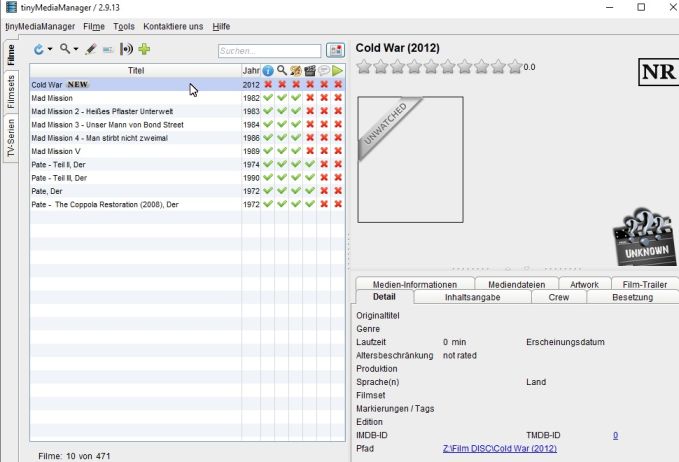 tinyMediaManager / 2.9.13
tinyMediaManager Filme Tools Kontaktiere uns Hilfe
Filme
Filmsets
TV-Serien
Suchen...
Titel Jahr
Cold War NEW 2012
Mad Mission 1982
Mad Mission 2 - Heißes Pflaster Unterwelt 1983
Mad Mission 3 - Unser Mann von Bond Street 1984
Mad Mission 4 - Man stirbt nicht zweimal 1986
Mad Mission V 1989
Pate - Teil II, Der 1974
Pate - Teil III, Der 1990
Pate, Der 1972
Pate - The Coppola Restoration (2008), Der 1972
Filme: 10 von 471
Cold War (2012)
0.0
NR
UNWATCHED
UNKNOWN
Medien-Informationen Mediendateien Artwork Film-Trailer
Detail Inhaltsangabe Crew Besetzung
Originaltitel
Genre
Laufzeit 0 min Erscheinungsdatum
Altersbeschränkung not rated
Produktion
Sprache(n) Land
Filmset
Markierungen / Tags
Edition
IMDB-ID TMDB-ID 0
Pfad Z:\Film DISC\Cold War (2012)